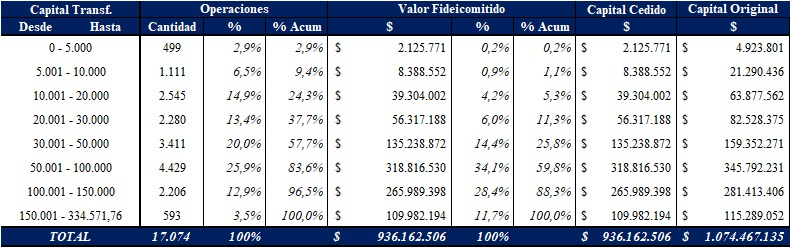 Capital Transf. Operaciones Valor Fideicomitido Capital Cedido Capital Original
Desde Hasta Cantidad % % Acum $ % % Acum $ $
0 - 5.000 499 2,9% 2,9% $ 2.125.771 0,2% 0,2% $ 2.125.771 $ 4.923.801
5.001 - 10.000 1.111 6,5% 9,4% $ 8.388.552 0,9% 1,1% $ 8.388.552 $ 21.290.436
10.001 - 20.000 2.545 14,9% 24,3% $ 39.304.002 4,2% 5,3% $ 39.304.002 $ 63.877.562
20.001 - 30.000 2.280 13,4% 37,7% $ 56.317.188 6,0% 11,3% $ 56.317.188 $ 82.528.375
30.001 - 50.000 3.411 20,0% 57,7% $ 135.238.872 14,4% 25,8% $ 135.238.872 $ 159.352.271
50.001 - 100.000 4.429 25,9% 83,6% $ 318.816.530 34,1% 59,8% $ 318.816.530 $ 345.792.231
100.001 - 150.000 2.206 12,9% 96,5% $ 265.989.398 28,4% 88,3% $ 265.989.398 $ 281.413.406
150.001 - 334.571,76 593 3,5% 100,0% $ 109.982.194 11,7% 100,0% $ 109.982.194 $ 115.289.052
TOTAL 17.074 100% $ 936.162.506 100% $ 936.162.506 $ 1.074.467.135